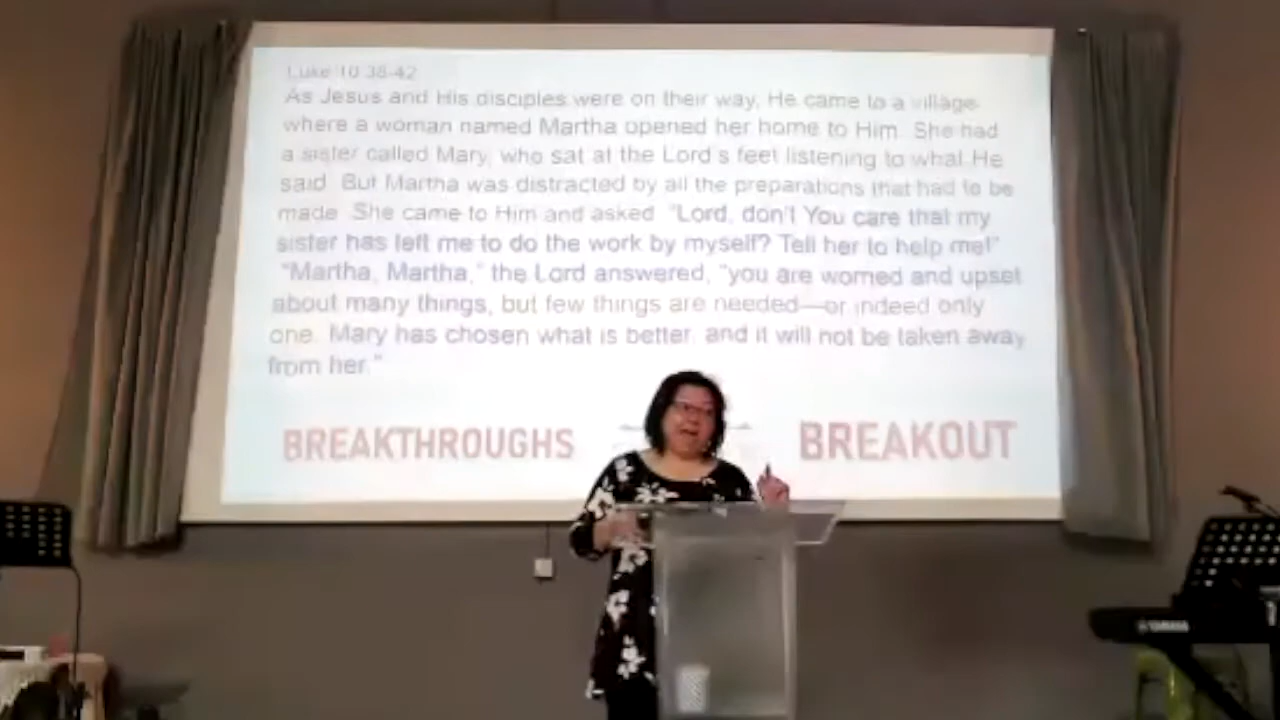 Luke 10:38-42
As Jesus and His disciples were on their way, He came to a village
where a woman named Martha opened her home to Him. She had
a sister called Mary, who sat at the Lord's feet listening to what He
said. But Martha was distracted by all the preparations that had to be
made. She came to Him and asked, "Lord, don't You care that my
sister has left me to do the work by myself? Tell her to help me!"
"Martha, Martha," the Lord answered, "you are worried and upset
about many things, but few things are needed—or indeed only
one. Mary has chosen what is better, and it will not be taken away
from her."
BREAKTHROUGHS BREAKOUT
YAMAHA